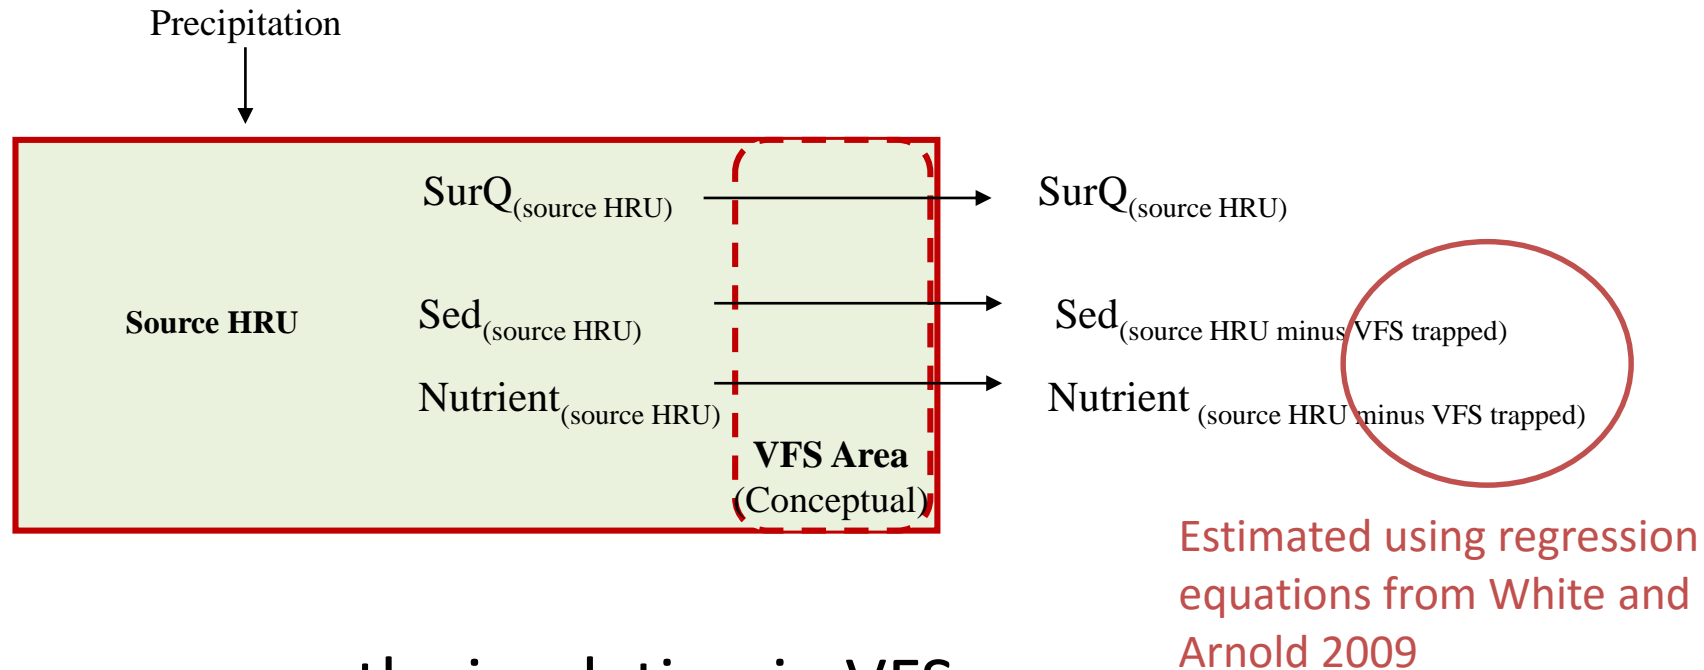 Precipitation
SurQ(source HRU)
SurQ(source HRU)
Source HRU
Sed(source HRU)
Sed(source HRU minus VFS trapped)
Nutrient(source HRU)
Nutrient (source HRU minus VFS trapped)
VFS Area
(Conceptual)
Estimated using regression
equations from White and
Arnold 2009
in VFS